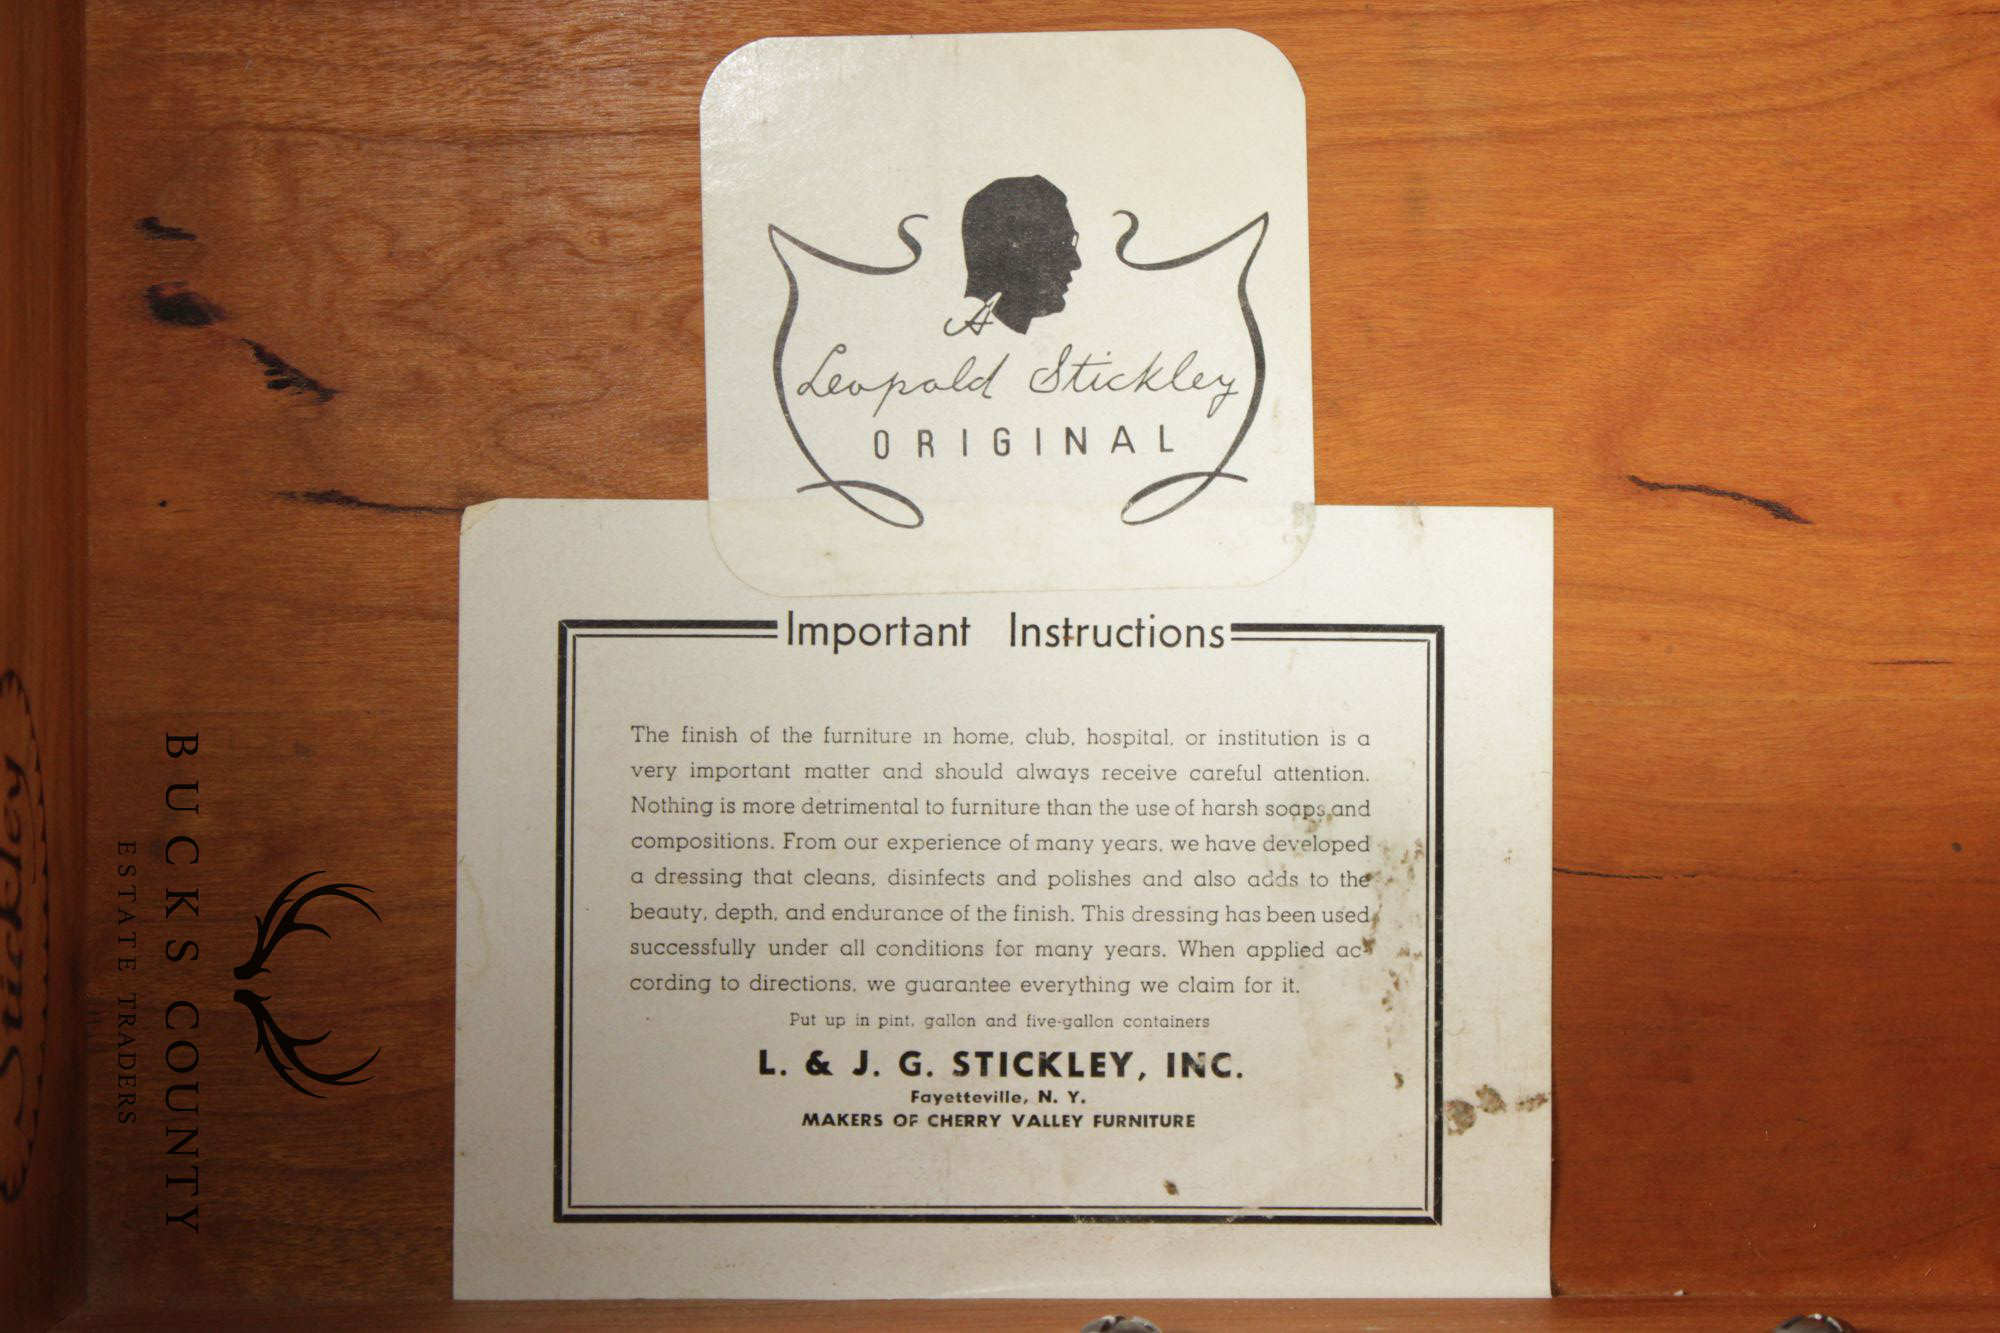 A
Leopold Stickley
ORIGINAL
Important Instructions
The finish of the furniture in home, club, hospital, or institution is a
very important matter and should always receive careful attention.
Nothing is more detrimental to furniture than the use of harsh soaps and
compositions. From our experience of many years, we have developed
a dressing that cleans, disinfects and polishes and also adds to the
beauty, depth, and endurance of the finish. This dressing has been used
successfully under all conditions for many years. When applied ac-
cording to directions, we guarantee everything we claim for it.
Put up in pint, gallon and five-gallon containers
L. & J. G. STICKLEY, INC.
Fayetteville, N. Y.
MAKERS OF CHERRY VALLEY FURNITURE
Stickley
BUCKS COUNTY
ESTATE TRADERS